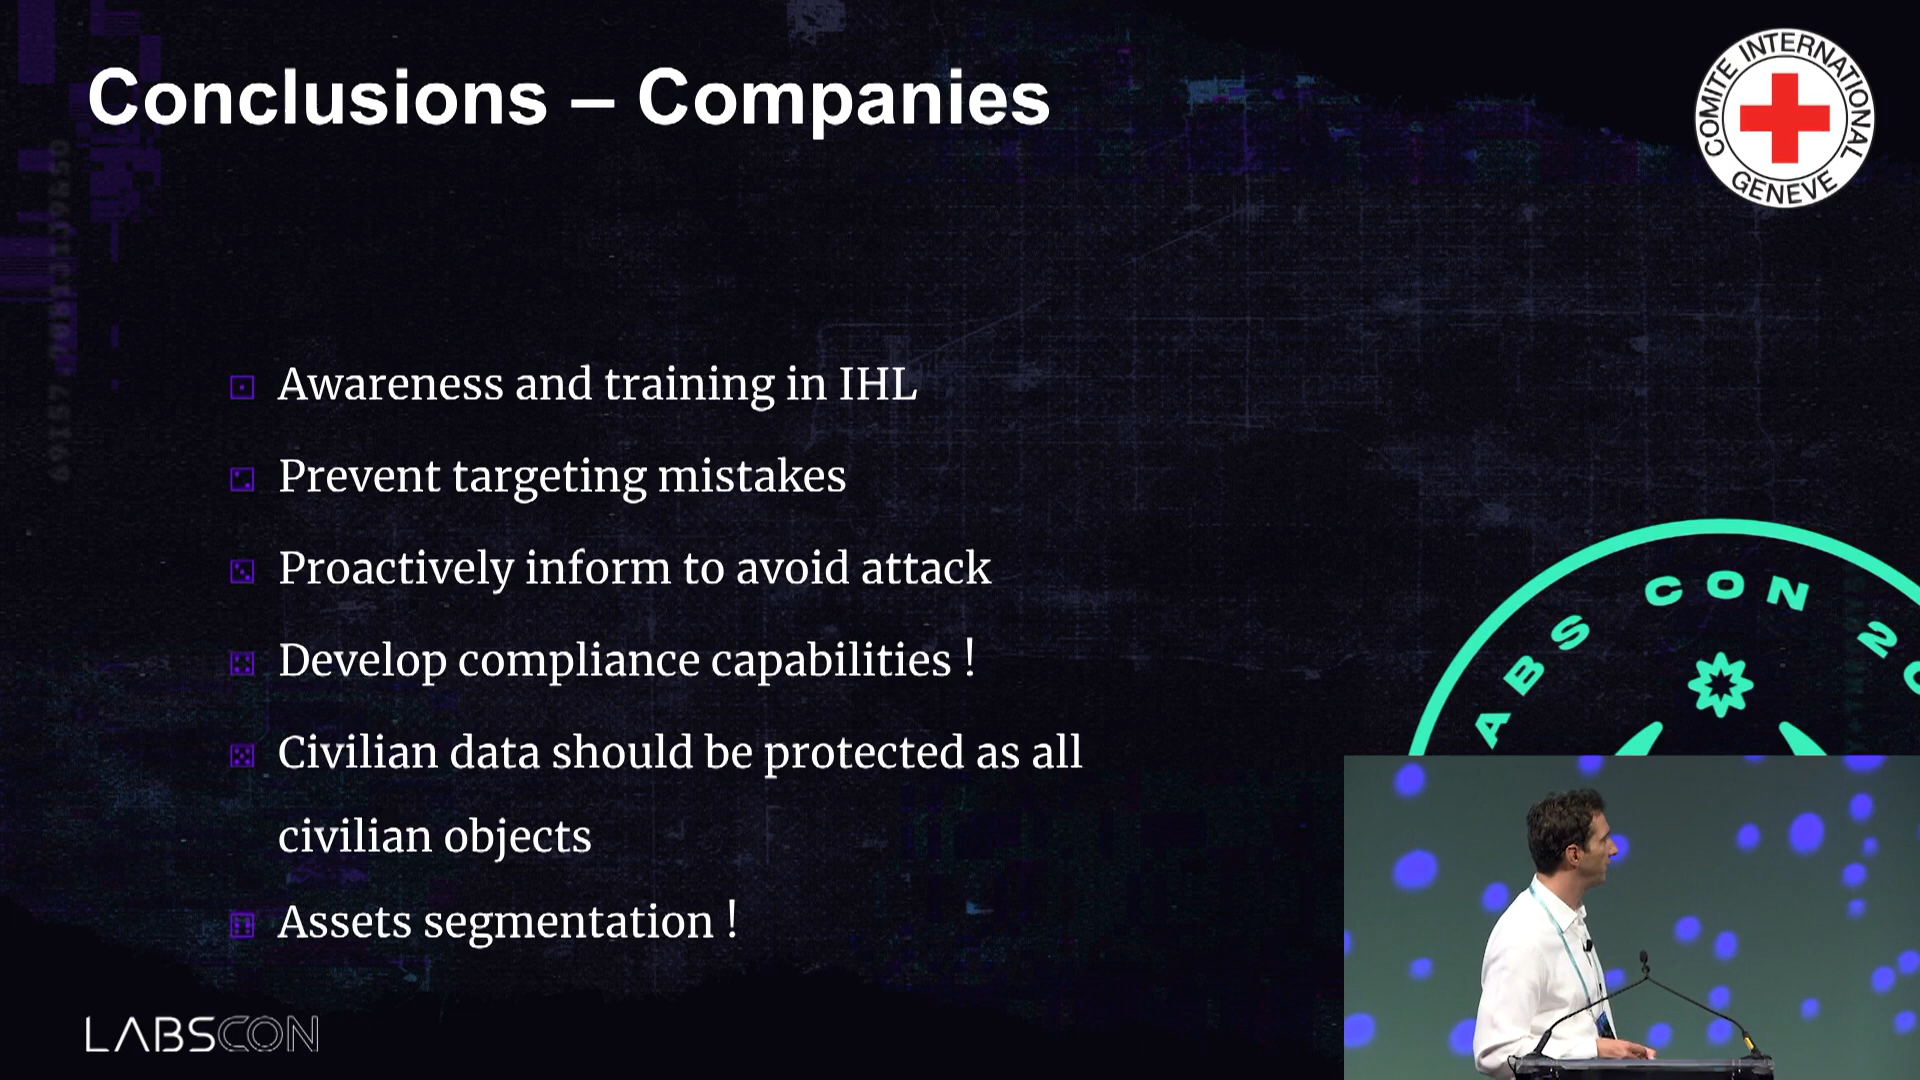 Conclusions – Companies
COMITE INTERNATIONAL
GENEVE
Awareness and training in IHL
Prevent targeting mistakes
Proactively inform to avoid attack
Develop compliance capabilities !
Civilian data should be protected as all
civilian objects
Assets segmentation !
ABS CON 20
LABSCON